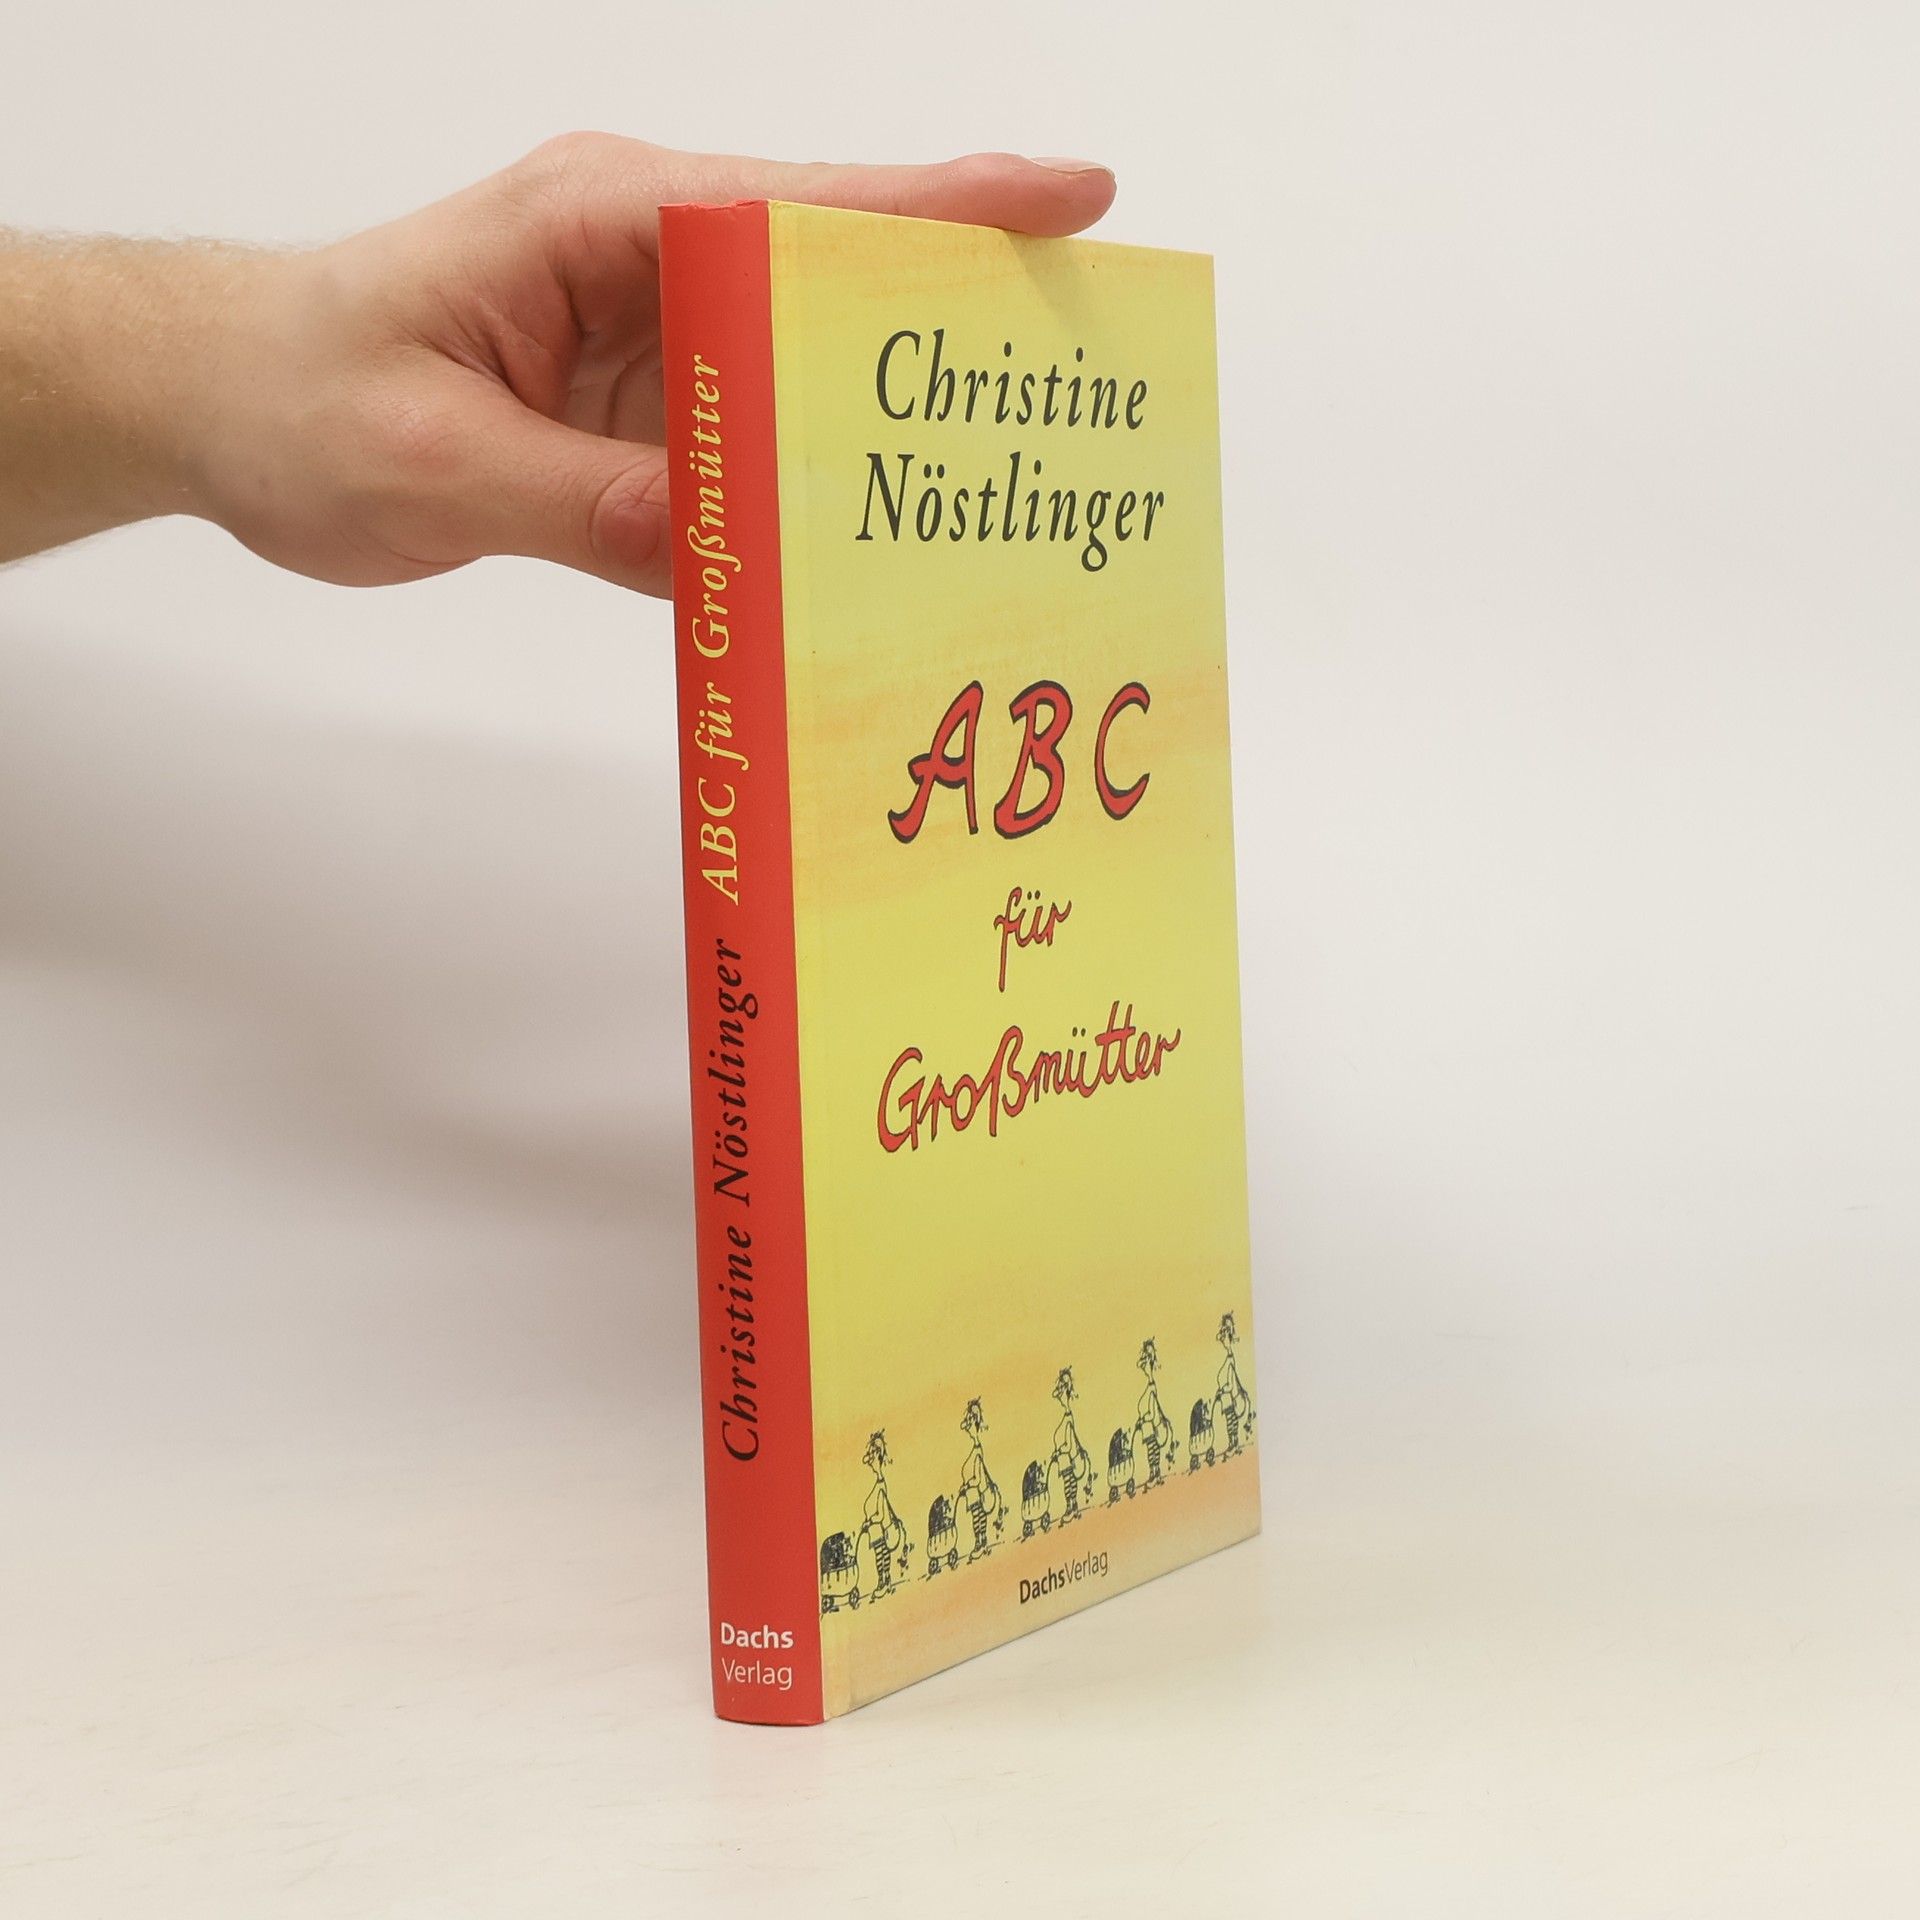 Christine Nöstlinger ABC für Großmütter
Dachs
Verlag
Christine
Nöstlinger
ABC
für
Großmütter
DachsVerlag